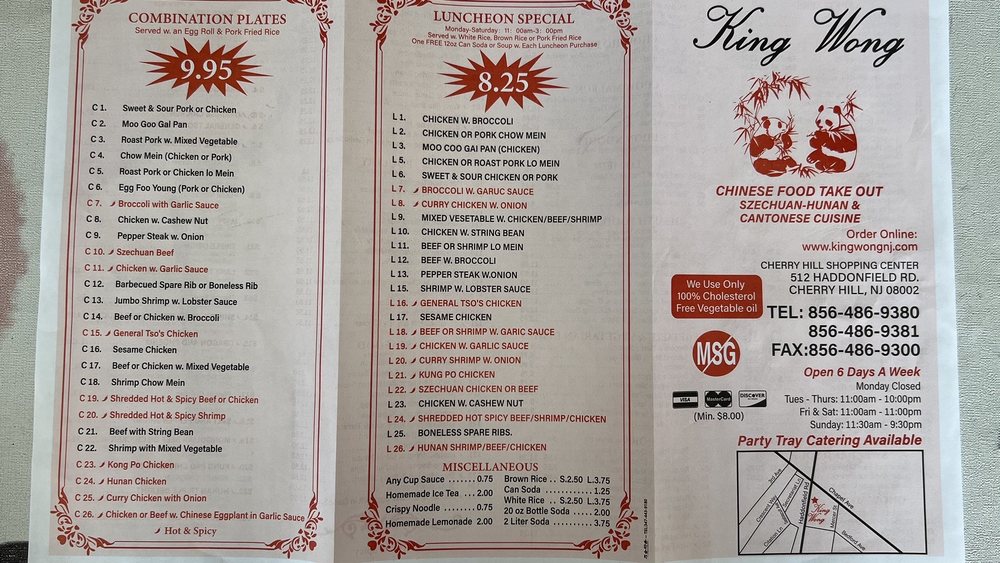 COMBINATION PLATES
Served w. an Egg Roll & Pork Fried Rice
9.95
C 1. Sweet & Sour Pork or Chicken
C 2. Moo Goo Gai Pan
C 3. Roast Pork w. Mixed Vegetable
C 4. Chow Mein (Chicken or Pork)
C 5. Roast Pork or Chicken lo Mein
C 6. Egg Foo Young (Pork or Chicken)
C 7. Broccoli with Garlic Sauce
C 8. Chicken w. Cashew Nut
C 9. Pepper Steak w. Onion
C 10. Szechuan Beef
C 11. Chicken w. Garlic Sauce
C 12. Barbecued Spare Rib or Boneless Rib
C 13. Jumbo Shrimp w. Lobster Sauce
C 14. Beef or Chicken w. Broccoli
C 15. General Tso's Chicken
C 16. Sesame Chicken
C 17. Beef or Chicken w. Mixed Vegetable
C 18. Shrimp Chow Mein
C 19. Shredded Hot & Spicy Beef or Chicken
C 20. Shredded Hot & Spicy Shrimp
C 21. Beef with String Bean
C 22. Shrimp with Mixed Vegetable
C 23. Kong Po Chicken
C 24. Hunan Chicken
C 25. Curry Chicken with Onion
C 26. Chicken or Beef w. Chinese Eggplant in Garlic Sauce
Hot & Spicy
LUNCHEON SPECIAL
Monday-Saturday: 11: 00am-3: 00pm
Served w. White Rice, Brown Rice or Pork Fried Rice
One FREE 12oz Can Soda or Soup w. Each Luncheon Purchase
8.25
L 1. CHICKEN W. BROCCOLI
L 2. CHICKEN OR PORK CHOW MEIN
L 3. MOO COO GAI PAN (CHICKEN)
L 5. CHICKEN OR ROAST PORK LO MEIN
L 6. SWEET & SOUR CHICKEN OR PORK
L 7. BROCCOLI W. GARUC SAUCE
L 8. CURRY CHICKEN W. ONION
L 9. MIXED VESETABLE W. CHICKEN/BEEF/SHRIMP
L 10. CHICKEN W. STRING BEAN
L 11. BEEF OR SHRIMP LO MEIN
L 12. BEEF W. BROCCOLI
L 13. PEPPER STEAK W.ONION
L 15. SHRIMP W. LOBSTER SAUCE
L 16. GENERAL TSO'S CHICKEN
L 17. SESAME CHICKEN
L 18. BEEF OR SHRIMP W. GARIC SAUCE
L 19. CHICKEN W. GARLIC SAUCE
L 20. CURRY SHRIMP W. ONION
L 21. KUNG PO CHICKEN
L 22. SZECHUAN CHICKEN OR BEEF
L 23. CHICKEN W. CASHEW NUT
L 24. SHREDDED HOT SPICY BEEF/SHRIMP/CHICKEN
L 25. BONELESS SPARE RIBS.
L 26. HUNAN SHRIMP/BEEF/CHICKEN
MISCELLANEOUS
Any Cup Sauce ....... 0.75
Homemade Ice Tea ... 2.00
Crispy Noodle ........ 0.75
Homemade Lemonade 2.00
Brown Rice .. S.2.50 L.3.75
Can Soda ............ 1.25
White Rice .. S.2.50 L.3.75
20 oz Bottle Soda ..... 2.00
2 Liter Soda .......... 3.75
King Wong
CHINESE FOOD TAKE OUT
SZECHUAN-HUNAN &
CANTONESE CUISINE
Order Online:
www.kingwongnj.com
CHERRY HILL SHOPPING CENTER
512 HADDONFIELD RD.
CHERRY HILL, NJ 08002
We Use Only
100% Cholesterol
Free Vegetable oil
TEL: 856-486-9380
856-486-9381
FAX:856-486-9300
MSG
Open 6 Days A Week
Monday Closed
Tues - Thurs: 11:00am - 10:00pm
Fri & Sat: 11:00am - 11:00pm
Sunday: 11:30am - 9:30pm
VISA
MasterCard
DISCOVER
(Min. $8.00)
Party Tray Catering Available
3rd Ave
Haddonfield Rd
Chapel Ave
King
Wong
Mercer St
Bedford Ave